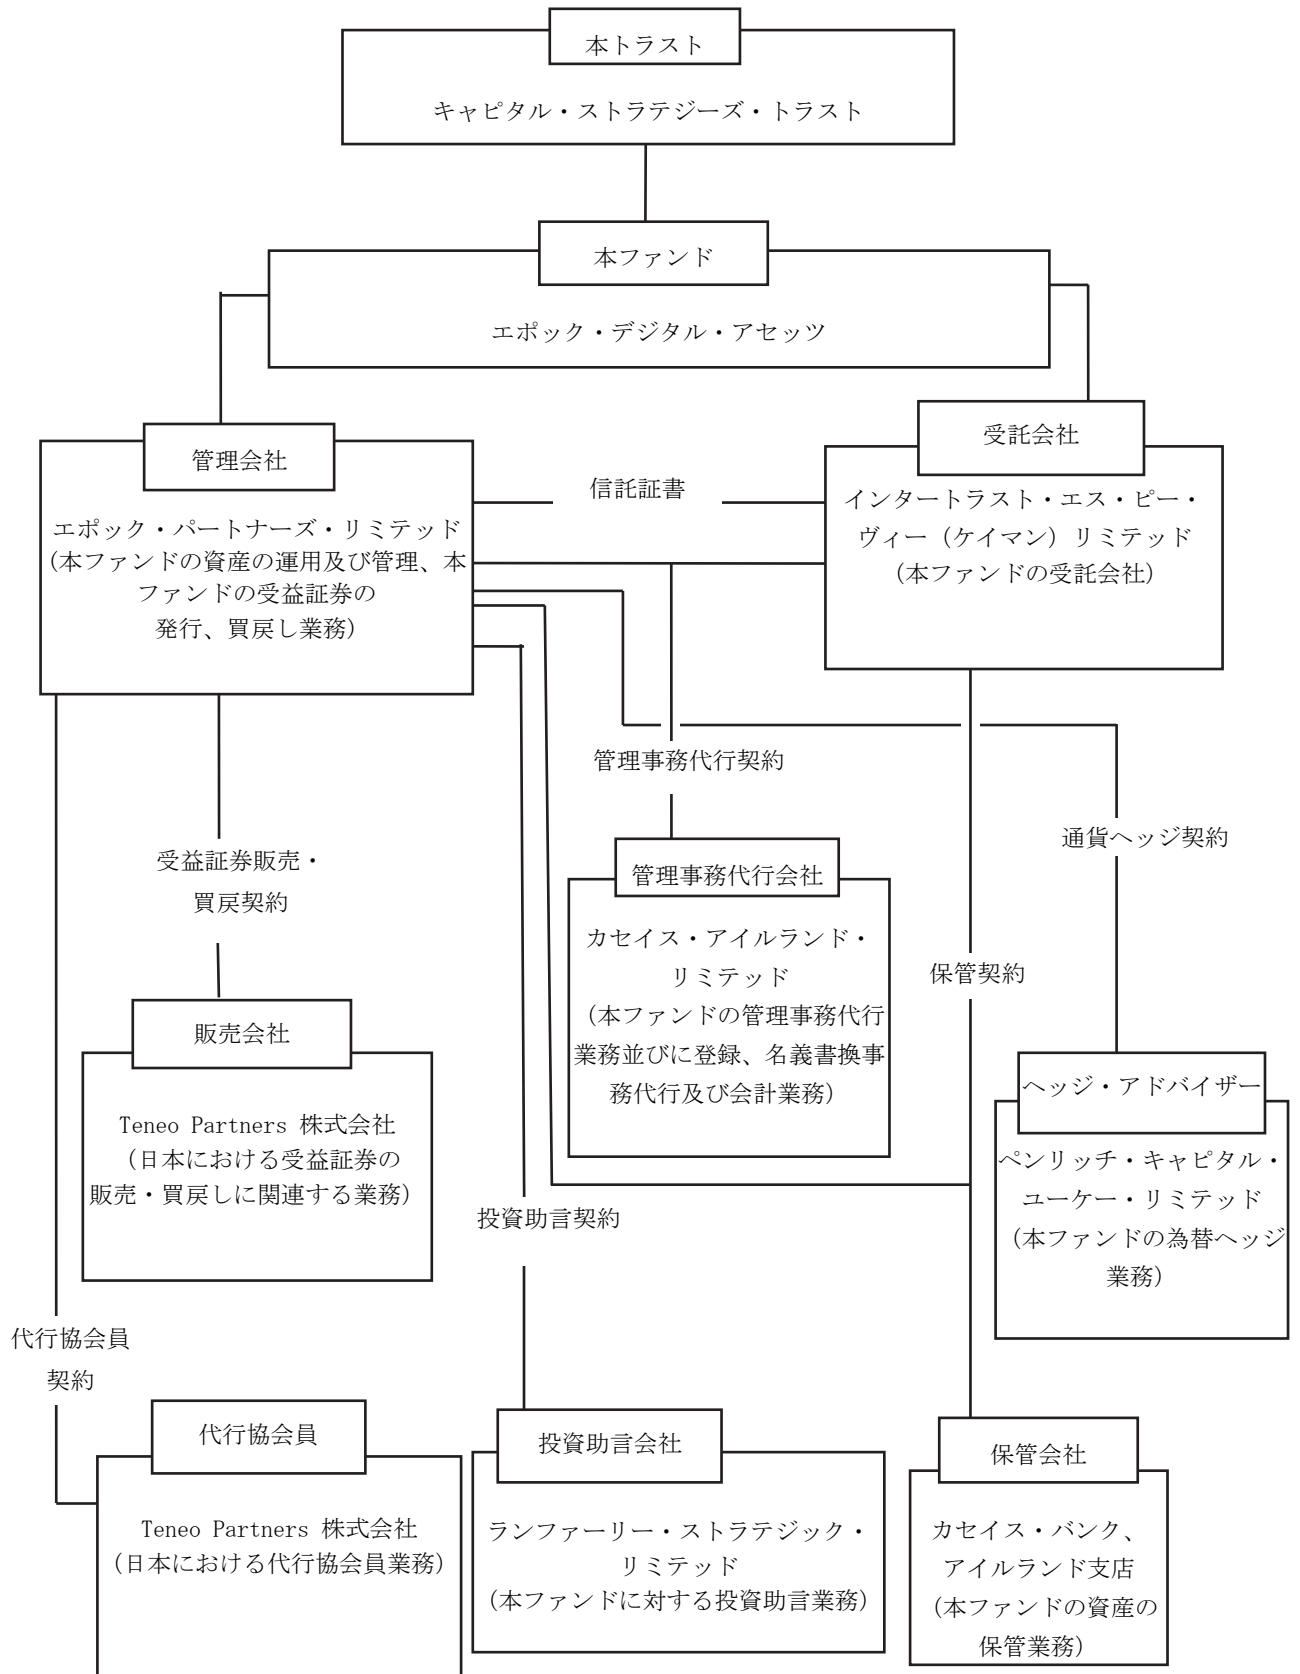 本トラスト
キャピタル・ストラテジーズ・トラスト
本ファンド
エポック・デジタル・アセッツ
管理会社
エポック・パートナーズ・リミテッド
(本ファンドの資産の運用及び管理、本
ファンドの受益証券の
発行、買戻し業務)
信託証書
受託会社
インタートラスト・エス・ピー・
ヴィー（ケイマン）リミテッド
（本ファンドの受託会社）
管理事務代行契約
通貨ヘッジ契約
受益証券販売・
買戻契約
管理事務代行会社
カセイス・アイルランド・
リミテッド
（本ファンドの管理事務代行
業務並びに登録、名義書換事
務代行及び会計業務）
保管契約
販売会社
Teneo Partners 株式会社
（日本における受益証券の
販売・買戻しに関連する業務）
ヘッジ・アドバイザー
ペンリッチ・キャピタル・
ユーケー・リミテッド
（本ファンドの為替ヘッジ
業務）
投資助言契約
代行協会員
契約
代行協会員
Teneo Partners 株式会社
（日本における代行協会員業務）
投資助言会社
ランファーリー・ストラテジック・
リミテッド
（本ファンドに対する投資助言業務）
保管会社
カセイス・バンク、
アイルランド支店
（本ファンドの資産の
保管業務）